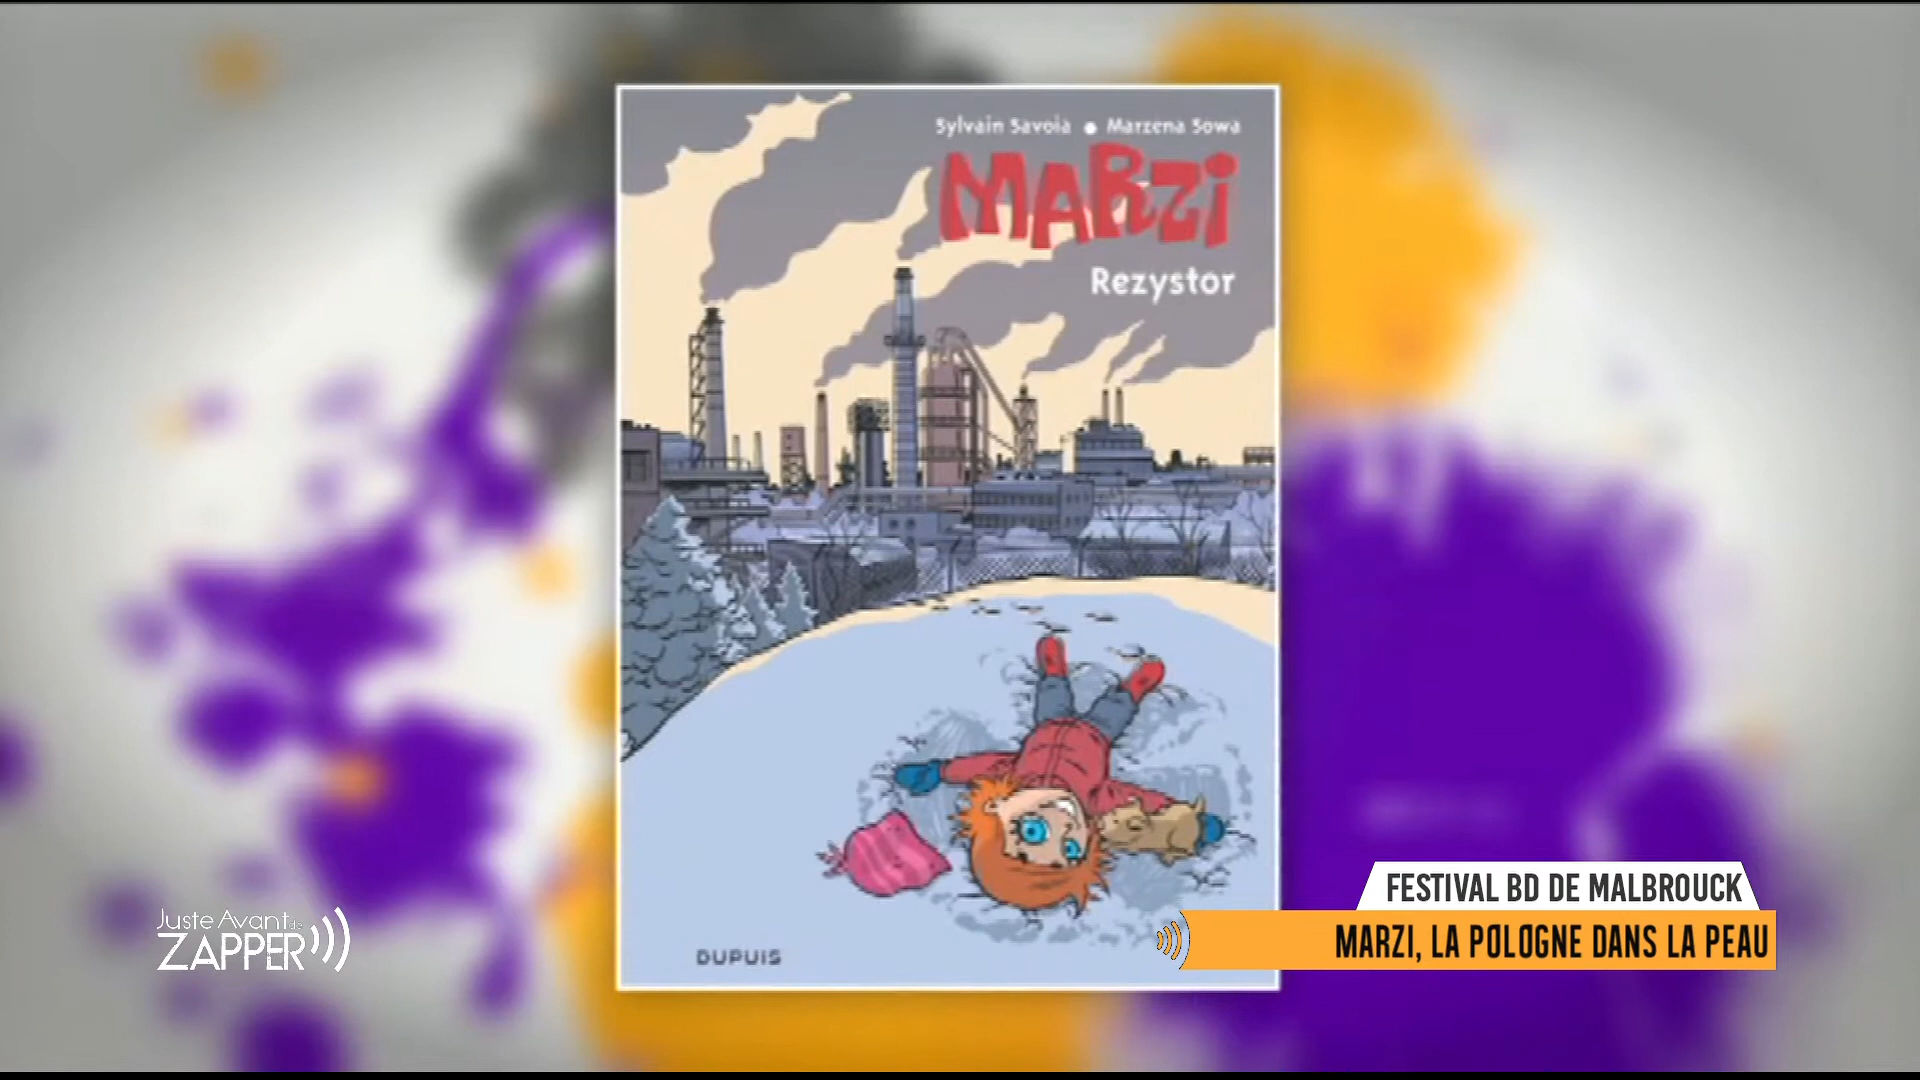 Sylvain Savoia ● Marzena Sowa
MARZI
Rezystor
DUPUIS
FESTIVAL BD DE MALBROUCK
MARZI, LA POLOGNE DANS LA PEAU
Juste Avant de
ZAPPER